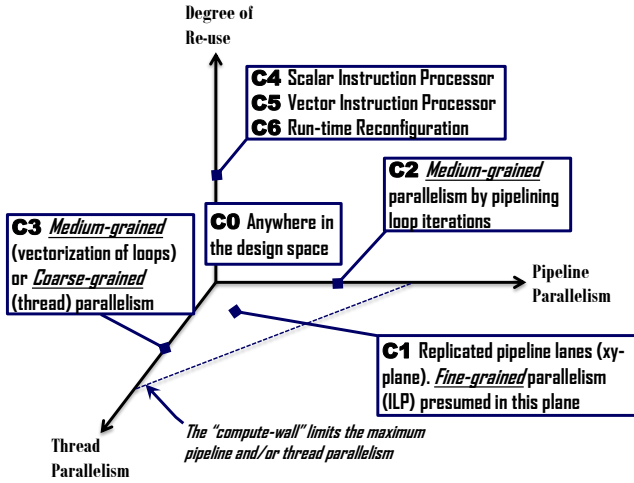 Degree of
Re-use
C4 Scalar Instruction Processor
C5 Vector Instruction Processor
C6 Run-time Reconfiguration
C2 Medium-grained
parallelism by pipelining
loop iterations
C3 Medium-grained
(vectorization of loops)
or Coarse-grained
(thread) parallelism
C0 Anywhere in
the design space
Pipeline
Parallelism
C1 Replicated pipeline lanes (xy-
plane). Fine-grained parallelism
(ILP) presumed in this plane
The "compute-wall" limits the maximum
pipeline and/or thread parallelism
Thread
Parallelism